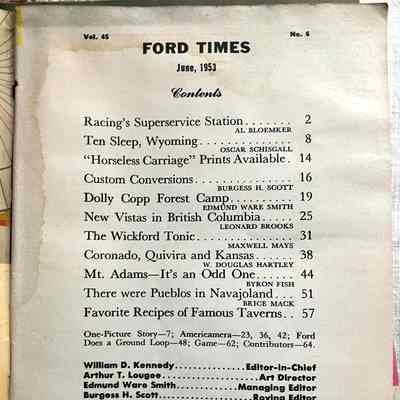 Vol. 45 No. 6
FORD TIMES
June, 1953
Contents
Racing's Superservice Station....... 2
AL BLOEMKER
Ten Sleep, Wyoming.............. 8
OSCAR SCHISGALL
"Horseless Carriage" Prints Available. 14
Custom Conversions............... 16
BURGESS H. SCOTT
Dolly Copp Forest Camp.......... 19
EDMUND WARE SMITH
New Vistas in British Columbia..... 25
LEONARD BROOKS
The Wickford Tonic.............. 31
MAXWELL MAYS
Coronado, Quivira and Kansas...... 38
W. DOUGLAS HARTLEY
Mt. Adams—It's an Odd One...... 44
BYRON FISH
There were Pueblos in Navajoland... 51
BRICE MACK
Favorite Recipes of Famous Taverns.. 57
One-Picture Story—7; Americamera—23, 36, 42; Ford
Does a Ground Loop—48; Game—62; Contributors—64.
William D. Kennedy..........Editor-in-Chief
Arthur T. Lougee..............Art Director
Edmund Ware Smith..........Managing Editor
Burgess H. Scott..............Roving Editor